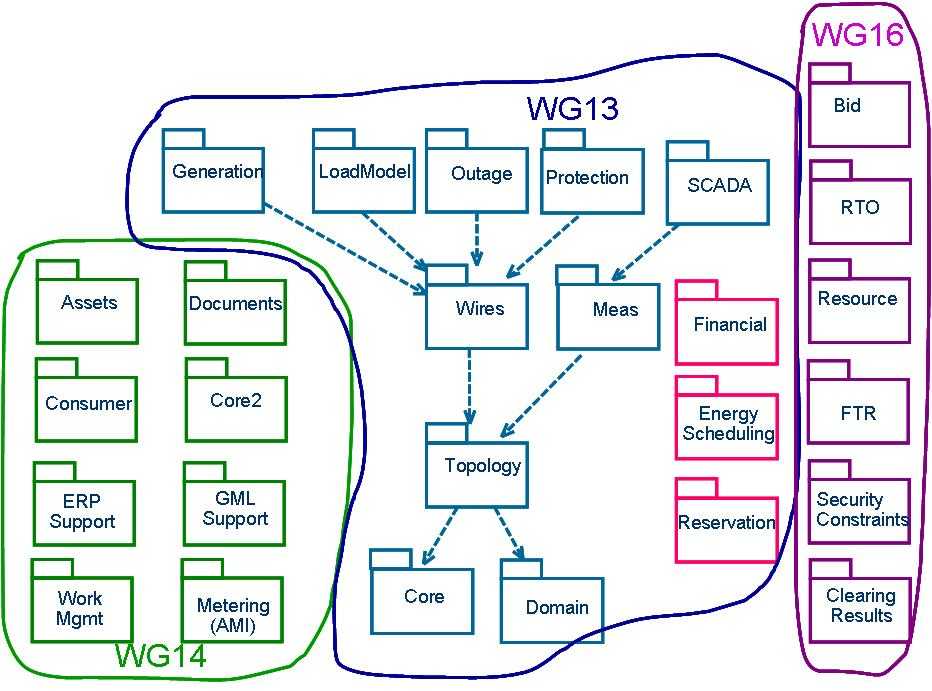 WG16
WG13
Generation
LoadModel
Outage
Protection
SCADA
Bid
RTO
Resource
FTR
Security
Constraints
Clearing
Results
Wires
Meas
Financial
Energy
Scheduling
Reservation
Topology
Core
Domain
Assets
Documents
Consumer
Core2
ERP
Support
GML
Support
Work
Mgmt
Metering
(AMI)
WG14